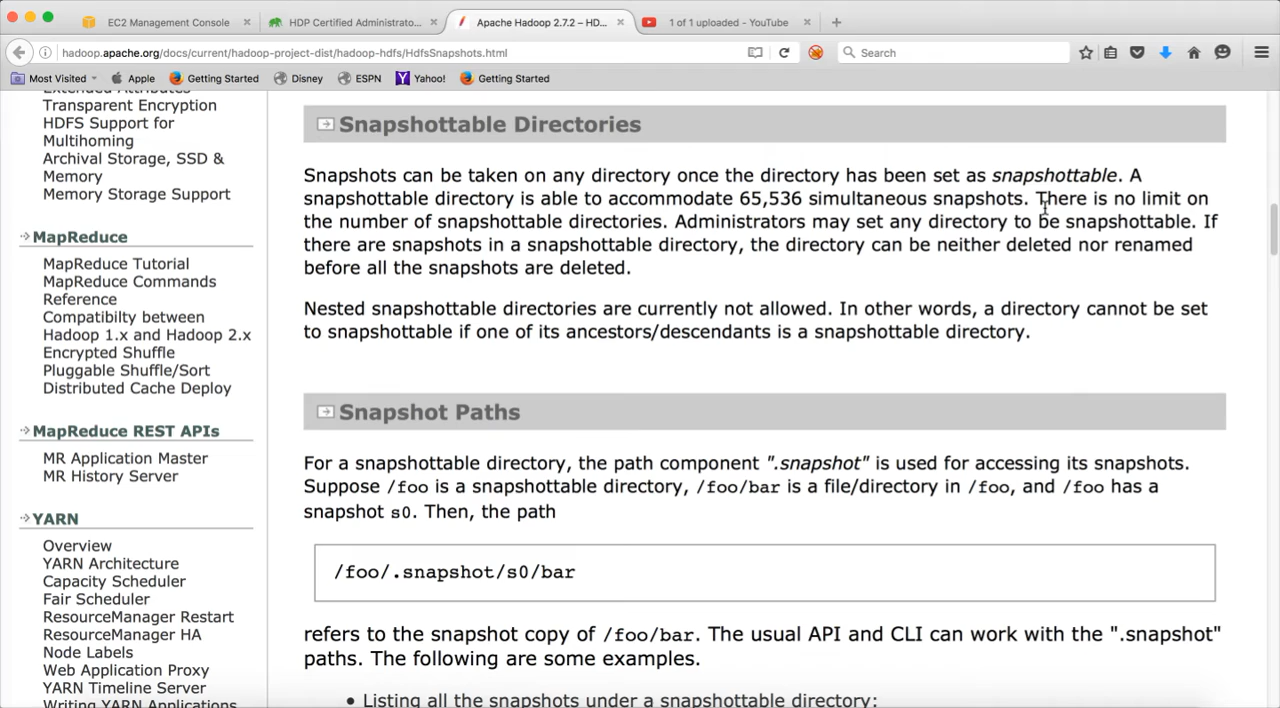 EC2 Management Console
HDP Certified Administrato...
Apache Hadoop 2.7.2 – HD...
1 of 1 uploaded - YouTube
hadoop.apache.org/docs/current/hadoop-project-dist/hadoop-hdfs/HdfsSnapshots.html
Search
Most Visited
Apple
Getting Started
Disney
ESPN
Yahoo!
Getting Started
Extended Attributes
Transparent Encryption
HDFS Support for
Multihoming
Archival Storage, SSD &
Memory
Memory Storage Support
MapReduce
MapReduce Tutorial
MapReduce Commands
Reference
Compatibilty between
Hadoop 1.x and Hadoop 2.x
Encrypted Shuffle
Pluggable Shuffle/Sort
Distributed Cache Deploy
MapReduce REST APIs
MR Application Master
MR History Server
YARN
Overview
YARN Architecture
Capacity Scheduler
Fair Scheduler
ResourceManager Restart
ResourceManager HA
Node Labels
Web Application Proxy
YARN Timeline Server
Writing YARN Applications
Snapshottable Directories
Snapshots can be taken on any directory once the directory has been set as snapshottable. A
snapshottable directory is able to accommodate 65,536 simultaneous snapshots. There is no limit on
the number of snapshottable directories. Administrators may set any directory to be snapshottable. If
there are snapshots in a snapshottable directory, the directory can be neither deleted nor renamed
before all the snapshots are deleted.
Nested snapshottable directories are currently not allowed. In other words, a directory cannot be set
to snapshottable if one of its ancestors/descendants is a snapshottable directory.
Snapshot Paths
For a snapshottable directory, the path component ".snapshot" is used for accessing its snapshots.
Suppose /foo is a snapshottable directory, /foo/bar is a file/directory in /foo, and /foo has a
snapshot s0. Then, the path
/foo/.snapshot/s0/bar
refers to the snapshot copy of /foo/bar. The usual API and CLI can work with the ".snapshot"
paths. The following are some examples.
• Listing all the snapshots under a snapshottable directory: